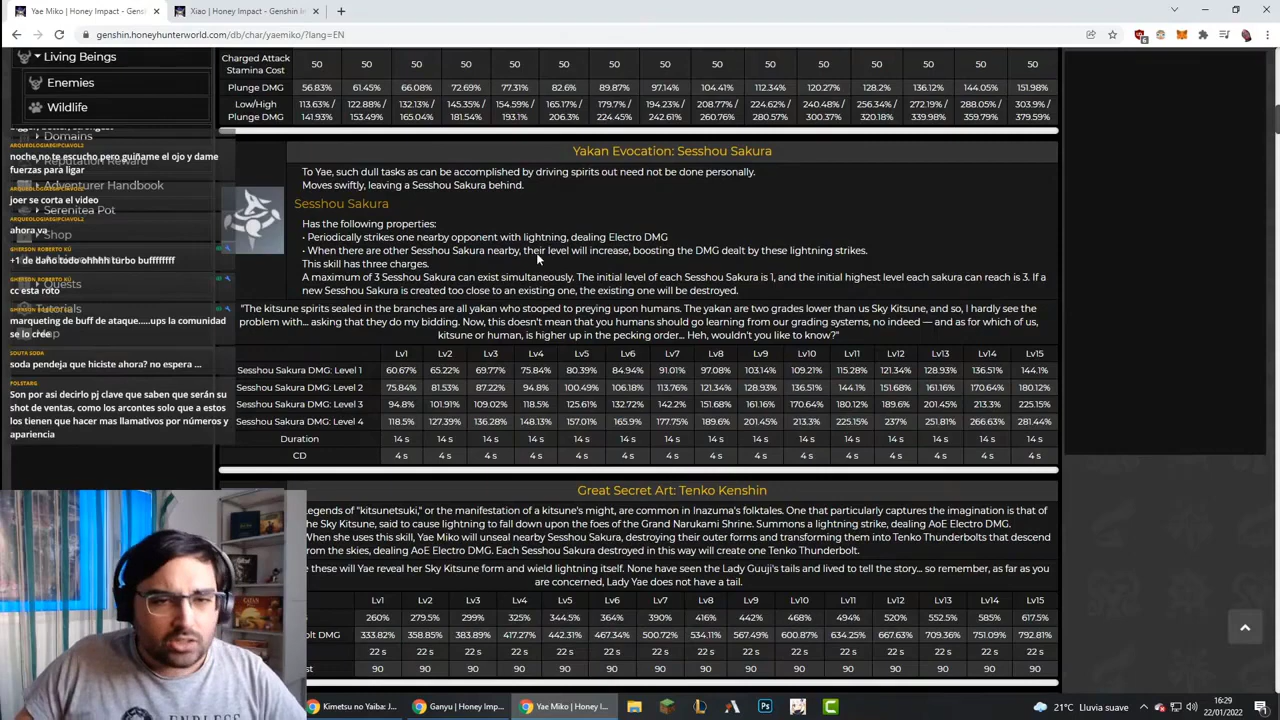 Yae Miko | Honey Impact - Gensh
Xiao | Honey Impact - Genshin Im
genshin.honeyhunterworld.com/db/char/yaemiko/?lang=EN
Living Beings
Enemies
Wildlife
Domains
Reputation Reward
Adventurer Handbook
Serenitea Pot
Shop
Quests
Tutorials
ARQUEOLOGIAEGIPCIAVOL2
noche no te escucho pero guiñame el ojo y dame
fuerzas para ligar
ARQUEOLOGIAEGIPCIAVOL2
joer se corta el video
ARQUEOLOGIAEGIPCIAVOL2
ahora va
GHERSON ROBERTO KÚ
+1 de daño todo ohhhh turbo buffffffff
GHERSON ROBERTO KÚ
cc esta roto
GHERSON ROBERTO KÚ
marqueting de buff de ataque.....ups la comunidad
se lo crée
SOUTA SODA
soda pendeja que hiciste ahora? no espera ...
FOLSTARG
Son por asi decirlo pj clave que saben que serán su
shot de ventas, como los arcontes solo que a estos
los tienen que hacer mas llamativos por números y
apariencia
Charged Attack
Stamina Cost
50 50 50 50 50 50 50 50 50 50 50 50 50 50 50
Plunge DMG 56.83% 61.45% 66.08% 72.69% 77.31% 82.6% 89.87% 97.14% 104.41% 112.34% 120.27% 128.2% 136.12% 144.05% 151.98%
Low/High 113.63% / 122.88% / 132.13% / 145.35% / 154.59% / 165.17% / 179.7% / 194.23% / 208.77% / 224.62% / 240.48% / 256.34% / 272.19% / 288.05% / 303.9% /
Plunge DMG 141.93% 153.49% 165.04% 181.54% 193.1% 206.3% 224.45% 242.61% 260.76% 280.57% 300.37% 320.18% 339.98% 359.79% 379.59%
Yakan Evocation: Sesshou Sakura
To Yae, such dull tasks as can be accomplished by driving spirits out need not be done personally.
Moves swiftly, leaving a Sesshou Sakura behind.
Sesshou Sakura
Has the following properties:
• Periodically strikes one nearby opponent with lightning, dealing Electro DMG
• When there are other Sesshou Sakura nearby, their level will increase, boosting the DMG dealt by these lightning strikes.
This skill has three charges.
A maximum of 3 Sesshou Sakura can exist simultaneously. The initial level of each Sesshou Sakura is 1, and the initial highest level each sakura can reach is 3. If a
new Sesshou Sakura is created too close to an existing one, the existing one will be destroyed.
"The kitsune spirits sealed in the branches are all yakan who stooped to preying upon humans. The yakan are two grades lower than us Sky Kitsune, and so, I hardly see the
problem with... asking that they do my bidding. Now, this doesn't mean that you humans should go learning from our grading systems, no indeed — and as for which of us,
kitsune or human, is higher up in the pecking order... Heh, wouldn't you like to know?"
Lv1 Lv2 Lv3 Lv4 Lv5 Lv6 Lv7 Lv8 Lv9 Lv10 Lv11 Lv12 Lv13 Lv14 Lv15
Sesshou Sakura DMG: Level 1 60.67% 65.22% 69.77% 75.84% 80.39% 84.94% 91.01% 97.08% 103.14% 109.21% 115.28% 121.34% 128.93% 136.51% 144.1%
Sesshou Sakura DMG: Level 2 75.84% 81.53% 87.22% 94.8% 100.49% 106.18% 113.76% 121.34% 128.93% 136.51% 144.1% 151.68% 161.16% 170.64% 180.12%
Sesshou Sakura DMG: Level 3 94.8% 101.91% 109.02% 118.5% 125.61% 132.72% 142.2% 151.68% 161.16% 170.64% 180.12% 189.6% 201.45% 213.3% 225.15%
Sesshou Sakura DMG: Level 4 118.5% 127.39% 136.28% 148.13% 157.01% 165.9% 177.75% 189.6% 201.45% 213.3% 225.15% 237% 251.81% 266.63% 281.44%
Duration 14 s 14 s 14 s 14 s 14 s 14 s 14 s 14 s 14 s 14 s 14 s 14 s 14 s 14 s 14 s
CD 4 s 4 s 4 s 4 s 4 s 4 s 4 s 4 s 4 s 4 s 4 s 4 s 4 s 4 s 4 s
Great Secret Art: Tenko Kenshin
Legends of "kitsunetsuki," or the manifestation of a kitsune's might, are common in Inazuma's folktales. One that particularly captures the imagination is that of
the Sky Kitsune, said to cause lightning to fall down upon the foes of the Grand Narukami Shrine. Summons a lightning strike, dealing AoE Electro DMG.
When she uses this skill, Yae Miko will unseal nearby Sesshou Sakura, destroying their outer forms and transforming them into Tenko Thunderbolts that descend
from the skies, dealing AoE Electro DMG. Each Sesshou Sakura destroyed in this way will create one Tenko Thunderbolt.
these will Yae reveal her Sky Kitsune form and wield lightning itself. None have seen the Lady Guuji's tails and lived to tell the story... so remember, as far as you
are concerned, Lady Yae does not have a tail.
Lv1 Lv2 Lv3 Lv4 Lv5 Lv6 Lv7 Lv8 Lv9 Lv10 Lv11 Lv12 Lv13 Lv14 Lv15
260% 279.5% 299% 325% 344.5% 364% 390% 416% 442% 468% 494% 520% 552.5% 585% 617.5%
olt DMG 333.82% 358.85% 383.89% 417.27% 442.31% 467.34% 500.72% 534.11% 567.49% 600.87% 634.25% 667.63% 709.36% 751.09% 792.81%
22 s 22 s 22 s 22 s 22 s 22 s 22 s 22 s 22 s 22 s 22 s 22 s 22 s 22 s 22 s
st 90 90 90 90 90 90 90 90 90 90 90 90 90 90 90
CATAN
ENDLESS
Kimetsu no Yaiba: J...
Ganyu | Honey Imp...
Yae Miko | Honey I...
Ps
21°C Lluvia suave
16:29
22/01/2022